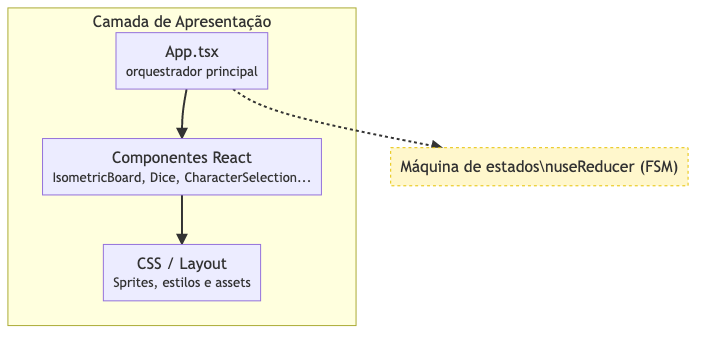 Camada de Apresentação
App.tsx
orquestrador principal
Componentes React
IsometricBoard, Dice, CharacterSelection...
CSS / Layout
Sprites, estilos e assets
Máquina de estados\nuseReducer (FSM)